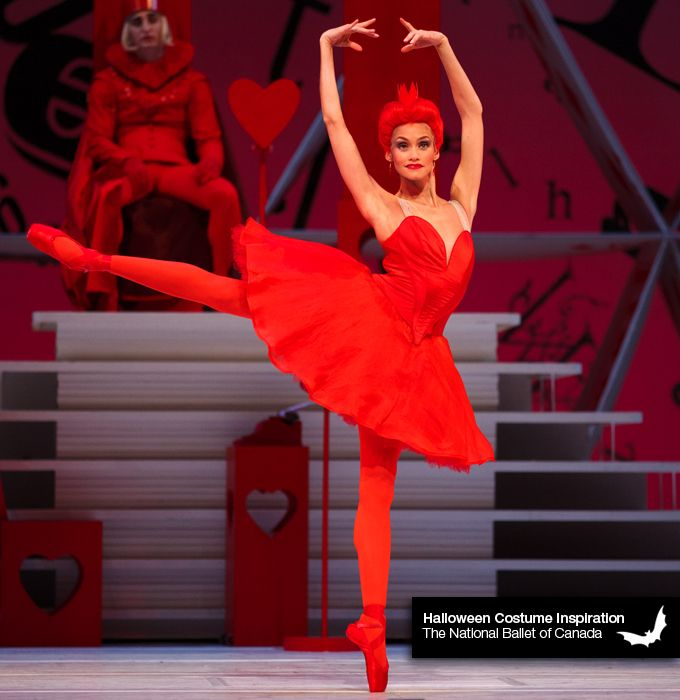 Halloween Costume Inspiration
The National Ballet of Canada